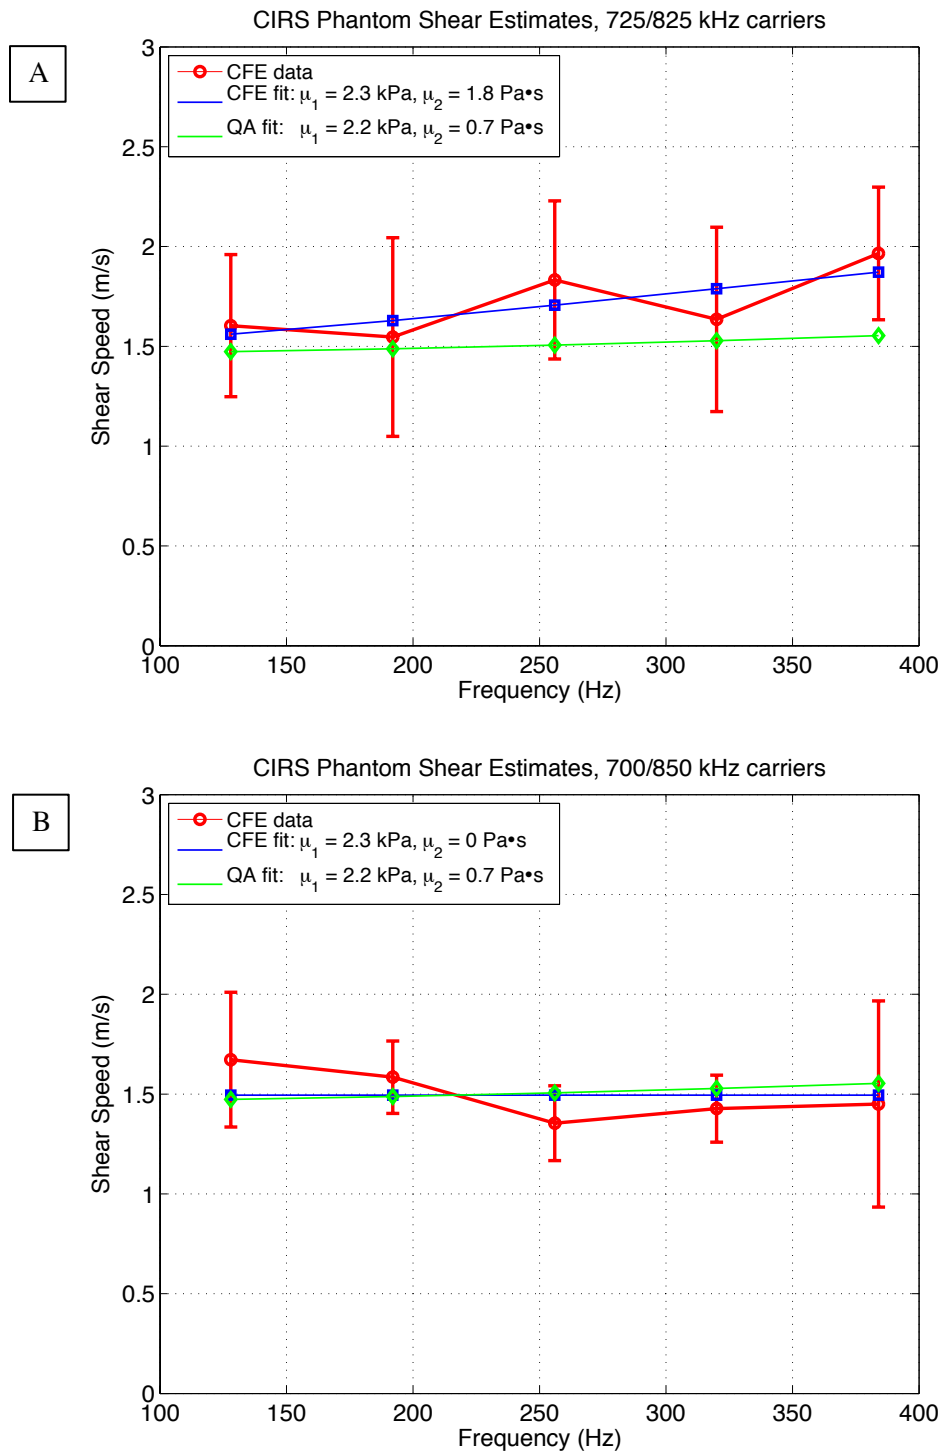 CIRS Phantom Shear Estimates, 725/825 kHz carriers
A
CFE data
CFE fit: μ1 = 2.3 kPa, μ2 = 1.8 Pa•s
QA fit: μ1 = 2.2 kPa, μ2 = 0.7 Pa•s
3
2.5
2
1.5
1
0.5
0
Shear Speed (m/s)
100 150 200 250 300 350 400
Frequency (Hz)
CIRS Phantom Shear Estimates, 700/850 kHz carriers
B
CFE data
CFE fit: μ1 = 2.3 kPa, μ2 = 0 Pa•s
QA fit: μ1 = 2.2 kPa, μ2 = 0.7 Pa•s
3
2.5
2
1.5
1
0.5
0
Shear Speed (m/s)
100 150 200 250 300 350 400
Frequency (Hz)